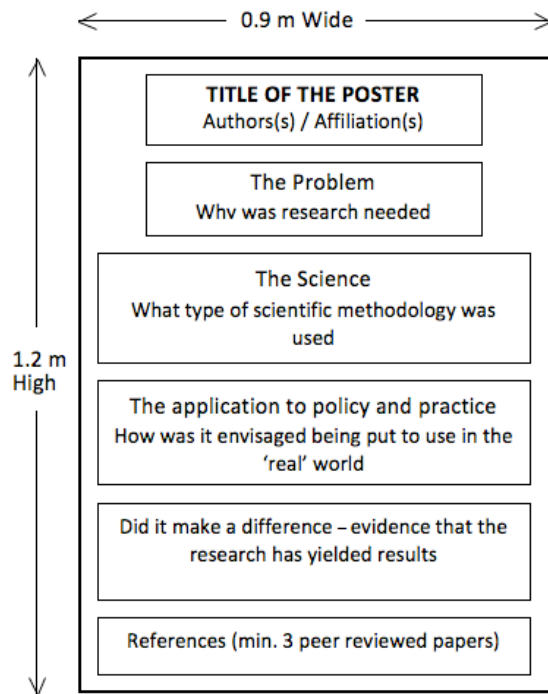 0.9 m Wide
TITLE OF THE POSTER
Authors(s) / Affiliation(s)
The Problem
Whv was research needed
The Science
What type of scientific methodology was
used
1.2 m
High
The application to policy and practice
How was it envisaged being put to use in the
‘real’ world
Did it make a difference – evidence that the
research has yielded results
References (min. 3 peer reviewed papers)